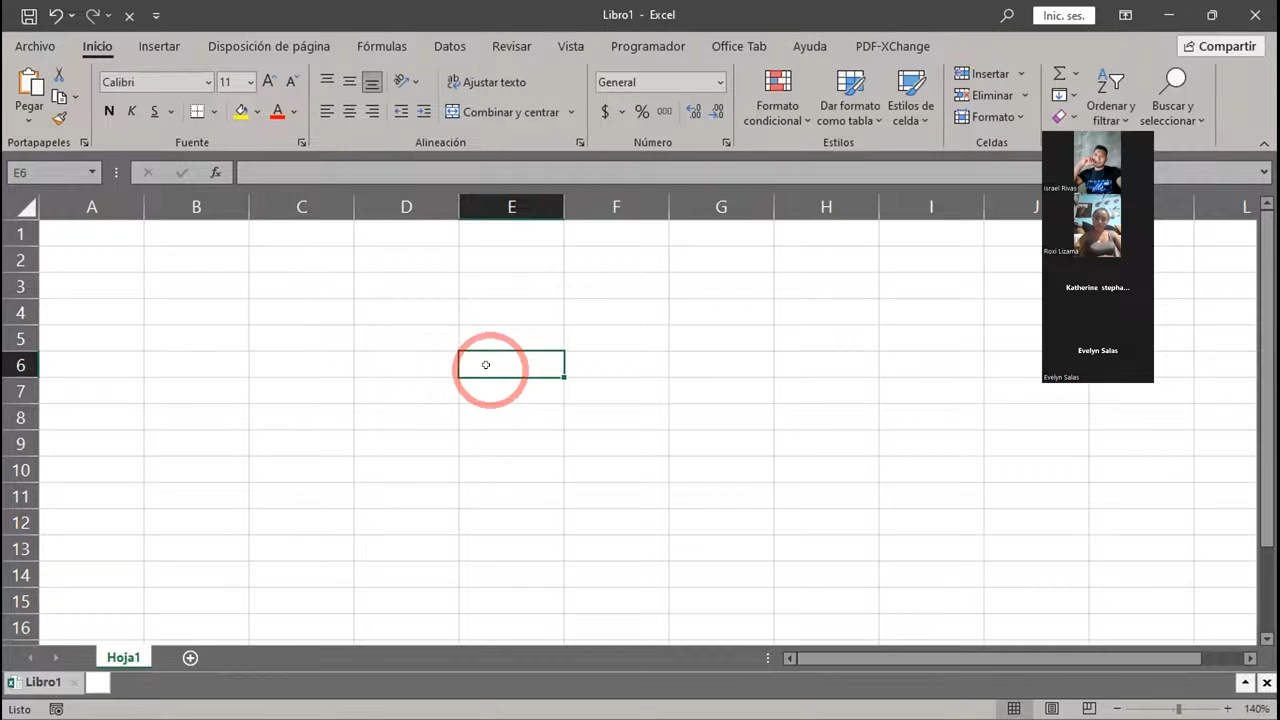 Libro1 - Excel
Inic. ses.
Archivo Inicio Insertar Disposición de página Fórmulas Datos Revisar Vista Programador Office Tab Ayuda PDF-XChange Compartir
Pegar
Calibri 11
N K S
Ajustar texto
Combinar y centrar
General
$ % 000
Formato condicional
Dar formato como tabla
Estilos de celda
Insertar
Eliminar
Formato
Ordenar y filtrar
Buscar y seleccionar
Portapapeles Fuente Alineación Número Estilos Celdas
E6 fx
A B C D E F G H I J L
1
2
3
4
5
6
7
8
9
10
11
12
13
14
15
16
Israel Rivas
Roxi Lizama
Katherine stepha...
Evelyn Salas
Evelyn Salas
Hoja1
Libro1
Listo 140%